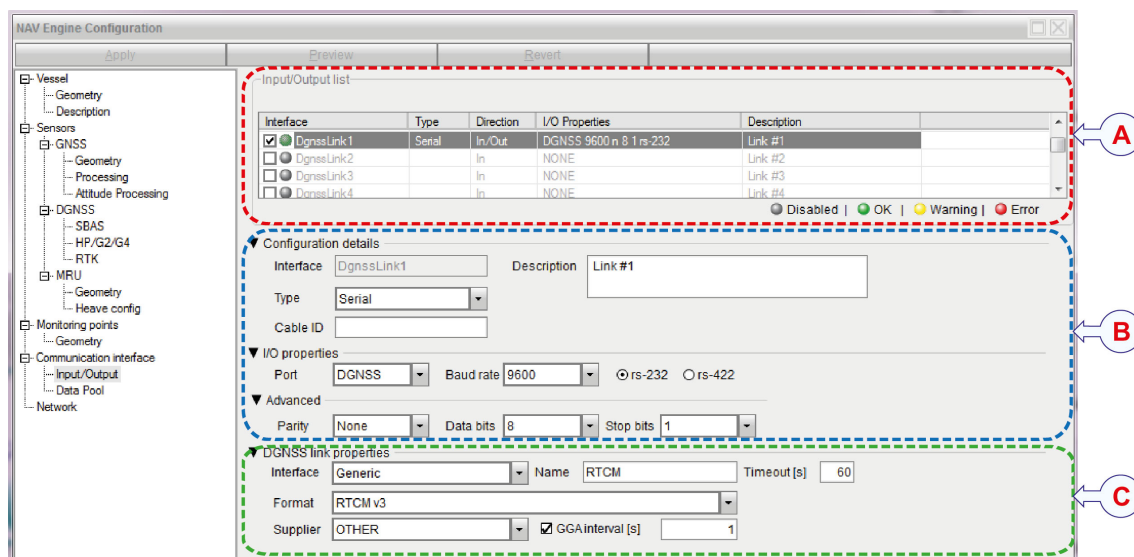 NAV Engine Configuration
Apply Preview Revert
Vessel
Geometry
Description
Sensors
GNSS
Geometry
Processing
Attitude Processing
DGNSS
SBAS
HP/G2/G4
RTK
MRU
Geometry
Heave config
Monitoring points
Geometry
Communication interface
Input/Output
Data Pool
Network
Input/Output list
Interface Type Direction I/O Properties Description
DgnssLink1 Serial In/Out DGNSS 9600 n 8 1 rs-232 Link #1
DgnssLink2 In NONE Link #2
DgnssLink3 In NONE Link #3
DgnssLink4 In NONE Link #4
Disabled | OK | Warning | Error
A
Configuration details
Interface DgnssLink1 Description Link #1
Type Serial
Cable ID
I/O properties
Port DGNSS Baud rate 9600 rs-232 rs-422
Advanced
Parity None Data bits 8 Stop bits 1
B
DGNSS link properties
Interface Generic Name RTCM Timeout [s] 60
Format RTCM v3
Supplier OTHER GGA interval [s] 1
C